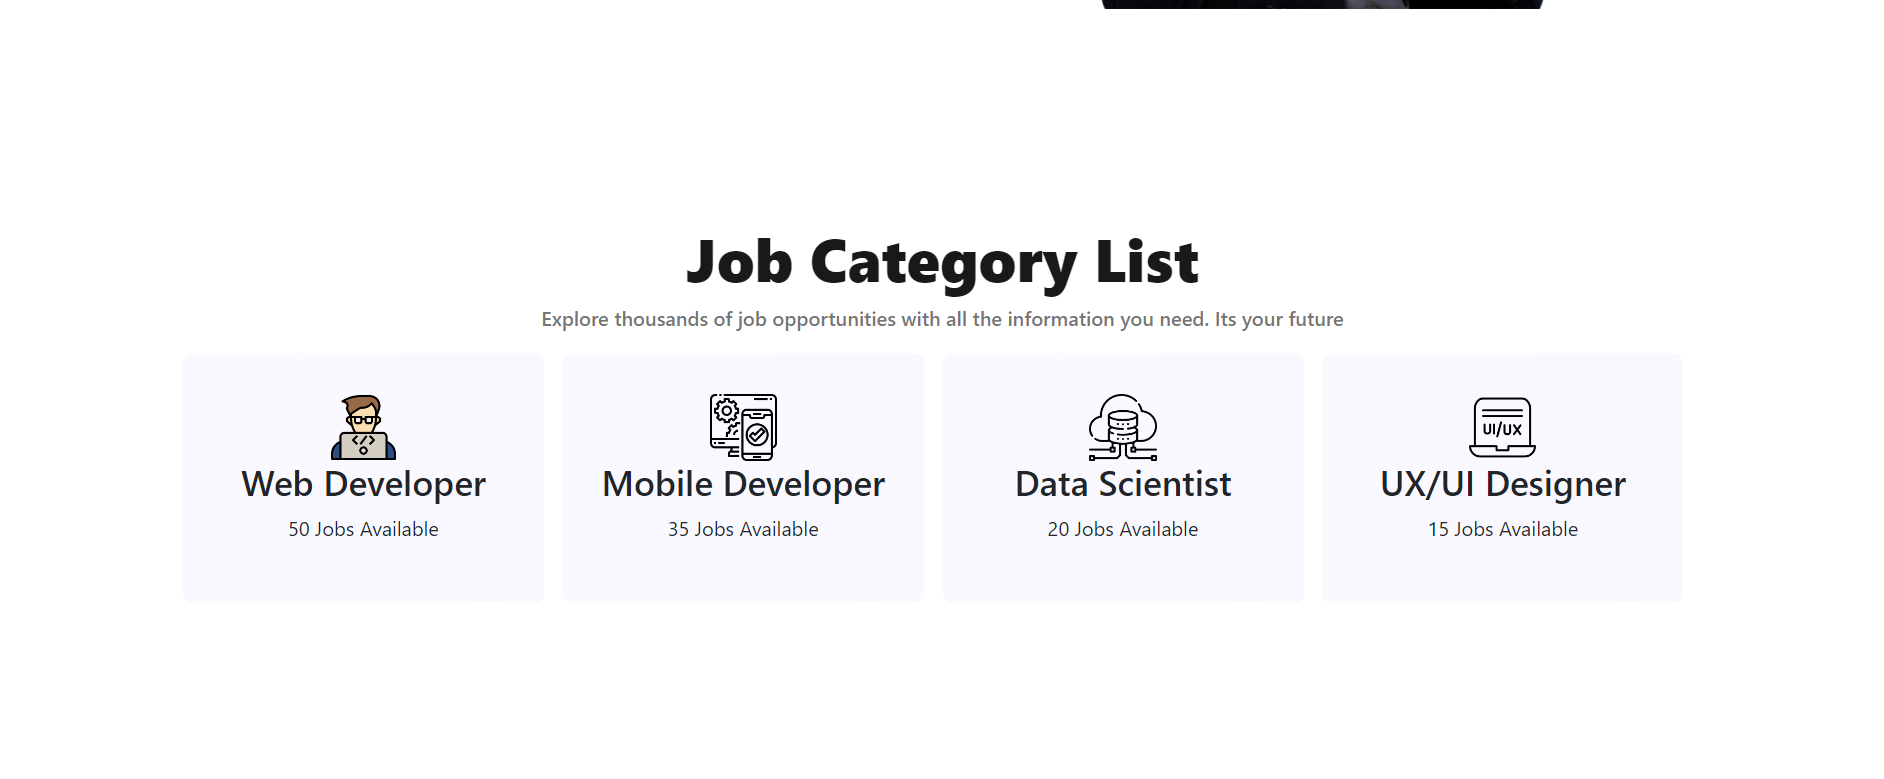 Job Category List
Explore thousands of job opportunities with all the information you need. Its your future
</>
UI/UX
Web Developer
Mobile Developer
Data Scientist
UX/UI Designer
50 Jobs Available
35 Jobs Available
20 Jobs Available
15 Jobs Available